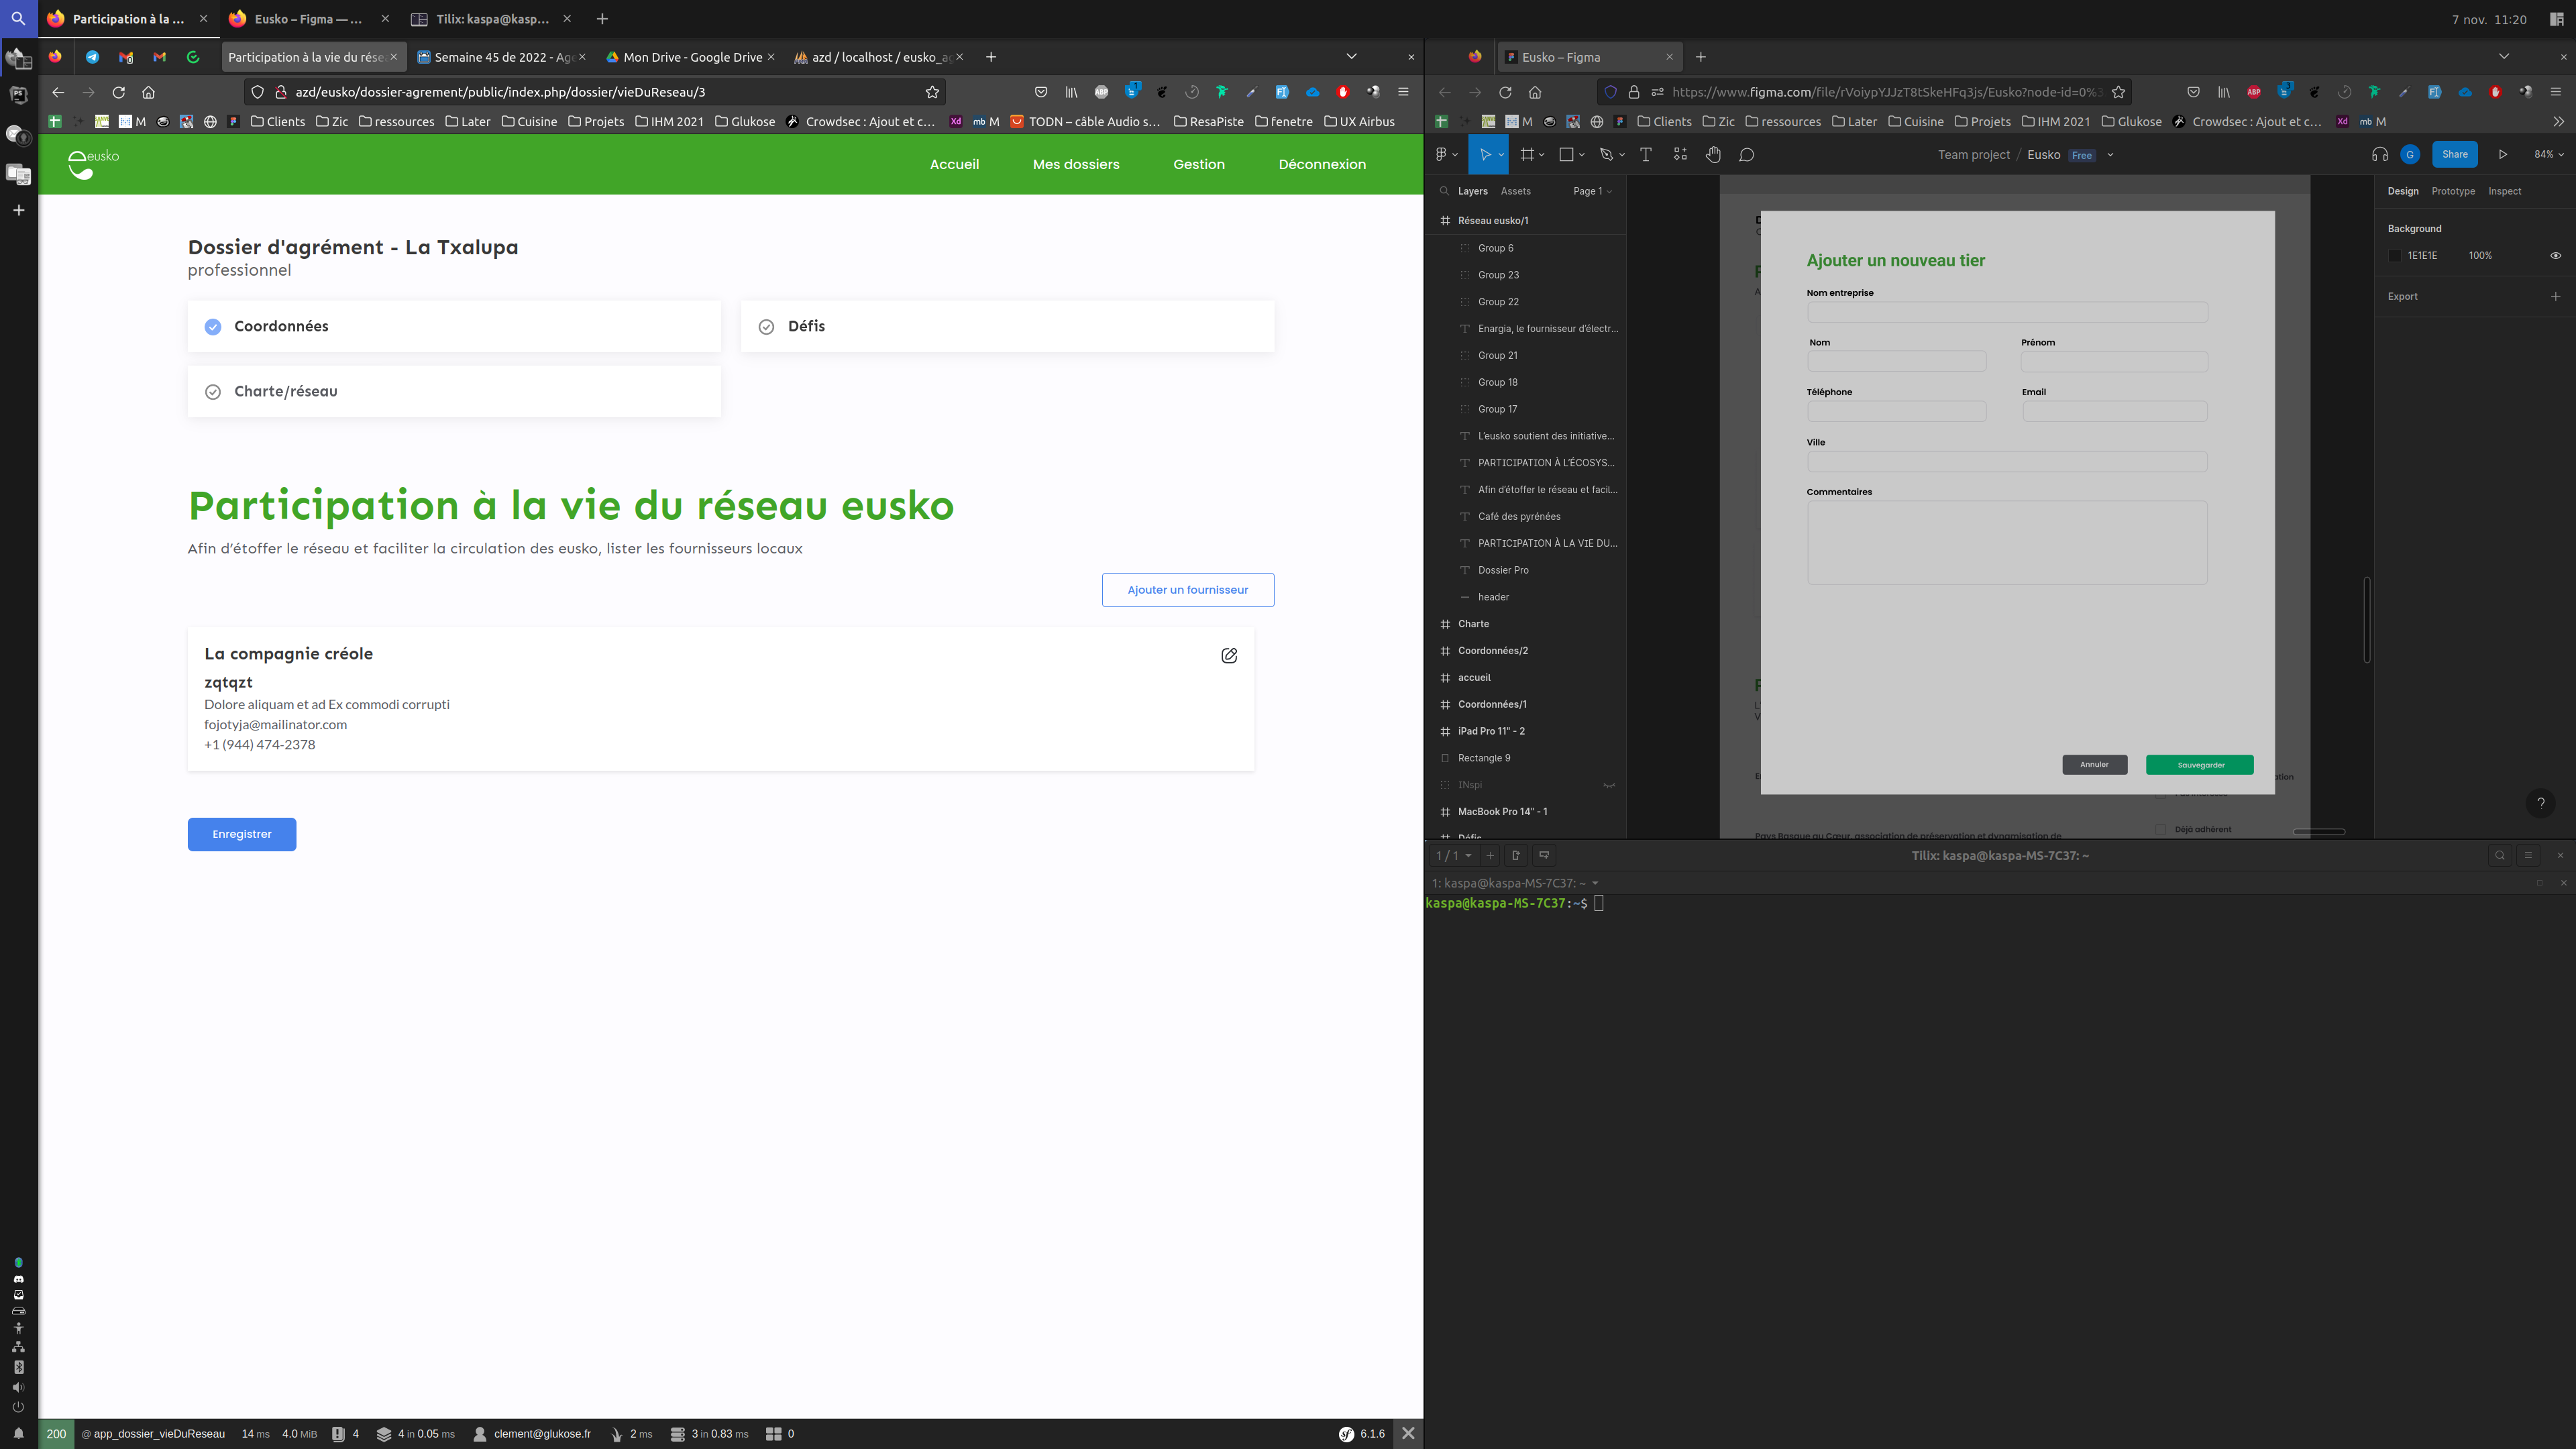 Participation à la ...
Eusko – Figma — ...
Tilix: kaspa@kasp...
7 nov. 11:20
Participation à la vie du rése
Semaine 45 de 2022 - Age
Mon Drive - Google Drive
azd / localhost / eusko_ag
Eusko – Figma
azd/eusko/dossier-agrement/public/index.php/dossier/vieDuReseau/3
https://www.figma.com/file/rVoiypYJJzT8tSkeHFq3js/Eusko?node-id=0%3
M
Clients
Zic
ressources
Later
Cuisine
Projets
IHM 2021
Glukose
Crowdsec : Ajout et c...
M
TODN – câble Audio s...
ResaPiste
fenetre
UX Airbus
M
Clients
Zic
ressources
Later
Cuisine
Projets
IHM 2021
Glukose
Crowdsec : Ajout et c...
M
eusko
Accueil
Mes dossiers
Gestion
Déconnexion
Dossier d'agrément - La Txalupa
professionnel
Coordonnées
Défis
Charte/réseau
Participation à la vie du réseau eusko
Afin d'étoffer le réseau et faciliter la circulation des eusko, lister les fournisseurs locaux
Ajouter un fournisseur
La compagnie créole
zqtqzt
Dolore aliquam et ad Ex commodi corrupti
fojotyja@mailinator.com
+1 (944) 474-2378
Enregistrer
200
@ app_dossier_vieDuReseau
14 ms
4.0 MiB
4
4 in 0.05 ms
clement@glukose.fr
2 ms
3 in 0.83 ms
0
6.1.6
Team project / Eusko
Free
G
Share
84%
Layers
Assets
Page 1
Réseau eusko/1
Group 6
Group 23
Group 22
Enargia, le fournisseur d'électr...
Group 21
Group 18
Group 17
L'eusko soutient des initiative...
PARTICIPATION À L'ÉCOSYS...
Afin d'étoffer le réseau et facil...
Café des pyrénées
PARTICIPATION À LA VIE DU...
Dossier Pro
header
Charte
Coordonnées/2
accueil
Coordonnées/1
iPad Pro 11" - 2
Rectangle 9
INspi
MacBook Pro 14" - 1
Défis
Ajouter un nouveau tier
Nom entreprise
Nom
Prénom
Téléphone
Email
Ville
Commentaires
Annuler
Sauvegarder
Déjà adhérent
Pays Basque au Cœur, association de préservation et dynamisation de
Design
Prototype
Inspect
Background
1E1E1E
100%
Export
?
1 / 1
Tilix: kaspa@kaspa-MS-7C37: ~
1: kaspa@kaspa-MS-7C37: ~
kaspa@kaspa-MS-7C37:~$